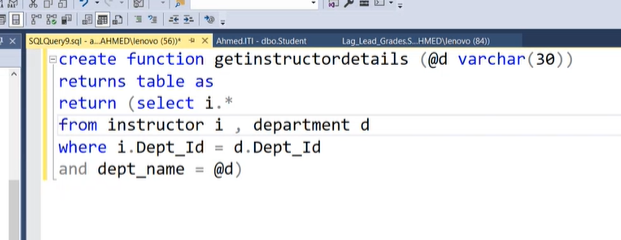 SQLQuery9.sql - a...AHMED\lenovo (56))*
Ahmed.ITI - dbo.Student
Lag_Lead_Grades.S...HMED\lenovo (84))
create function getinstructordetails (@d varchar(30))
returns table as
return (select i.*
from instructor i , department d
where i.Dept_Id = d.Dept_Id
and dept_name = @d)